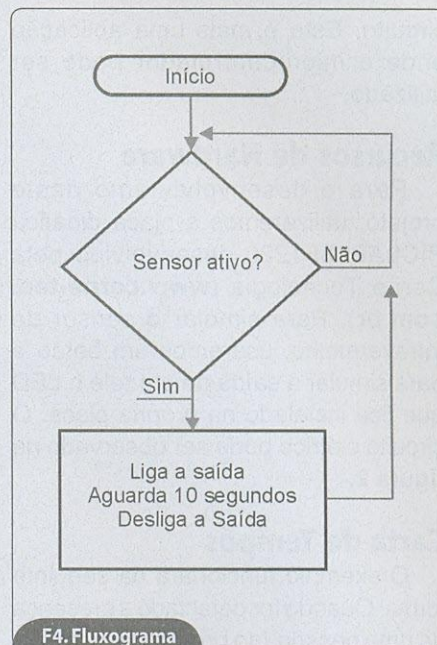 Início
Sensor ativo?
Não
Sim
Liga a saída
Aguarda 10 segundos
Desliga a Saída
F4. Fluxograma